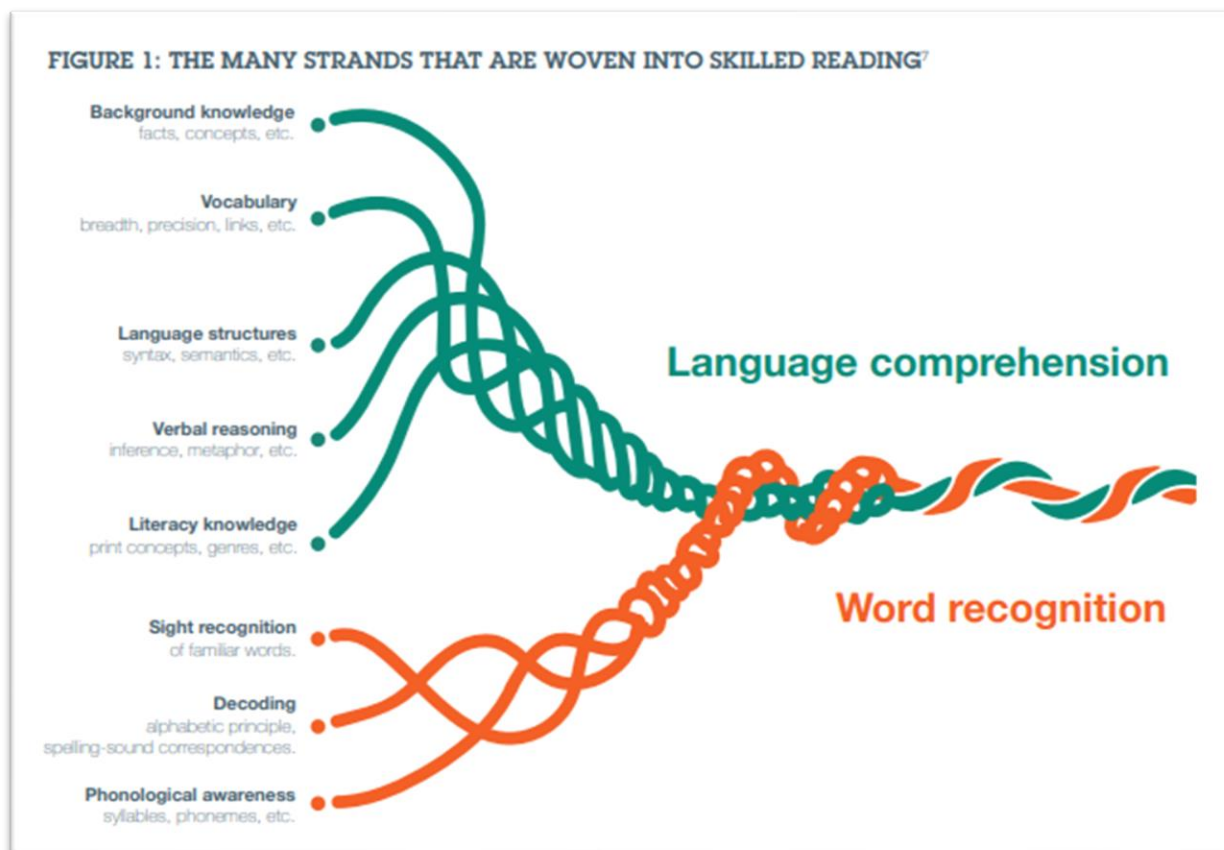 FIGURE 1: THE MANY STRANDS THAT ARE WOVEN INTO SKILLED READING⁷
Background knowledge
facts, concepts, etc.
Vocabulary
breadth, precision, links, etc.
Language structures
syntax, semantics, etc.
Verbal reasoning
inference, metaphor, etc.
Literacy knowledge
print concepts, genres, etc.
Sight recognition
of familiar words.
Decoding
alphabetic principle,
spelling-sound correspondences.
Phonological awareness
syllables, phonemes, etc.
Language comprehension
Word recognition